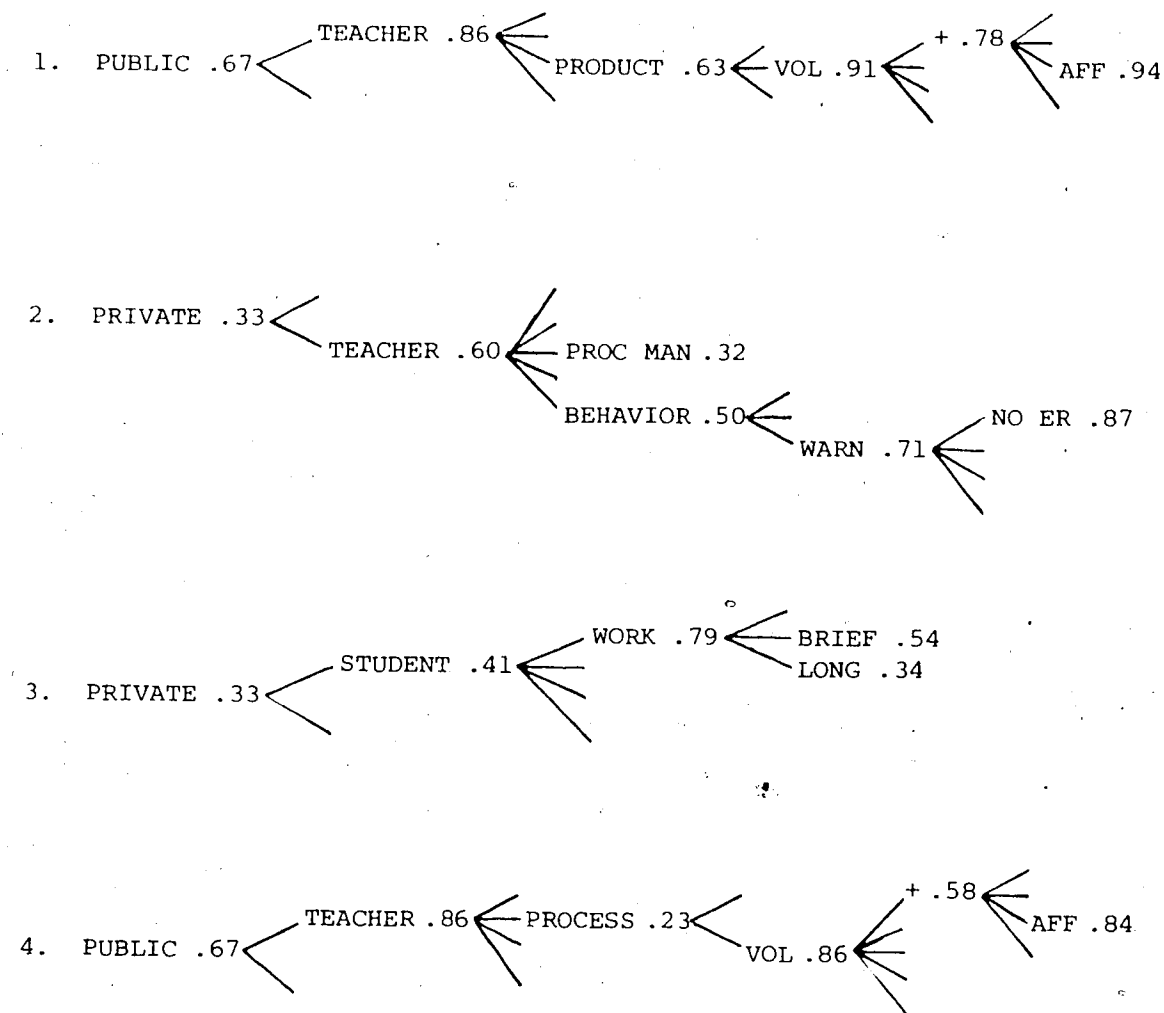 1. PUBLIC .67 TEACHER .86 PRODUCT .63 VOL .91 + .78 AFF .94
2. PRIVATE .33 TEACHER .60 PROC MAN .32
BEHAVIOR .50 WARN .71 NO ER .87
3. PRIVATE .33 STUDENT .41 WORK .79 BRIEF .54
LONG .34
4. PUBLIC .67 TEACHER .86 PROCESS .23 VOL .86 + .58 AFF .84